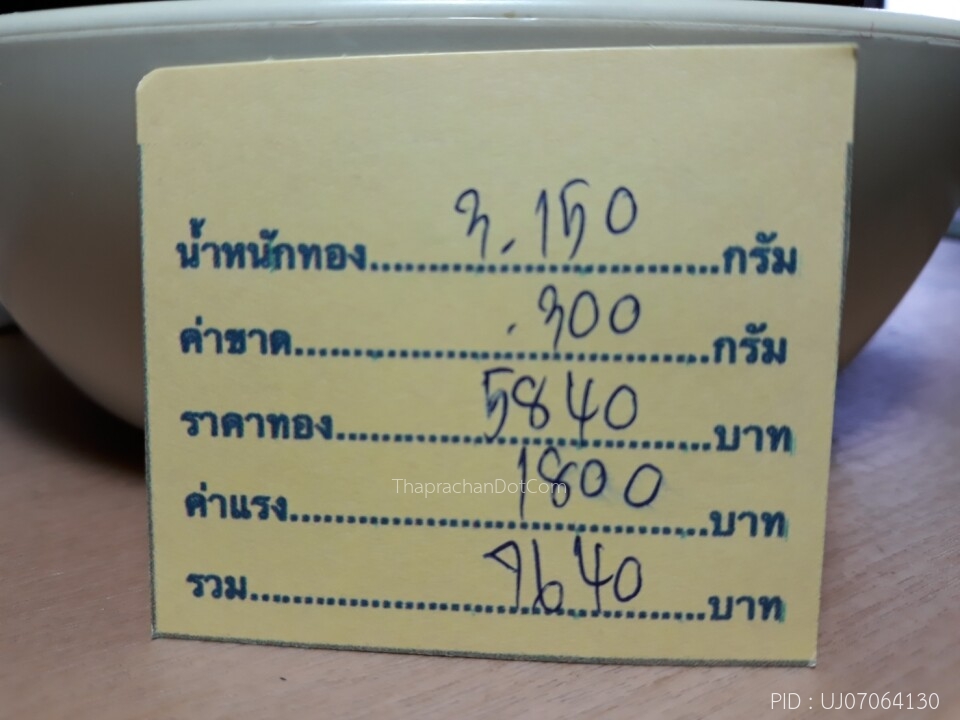 น้ำหนักทอง 3.150 กรัม
ค่าขาด .300 กรัม
ราคาทอง 5840 บาท
ค่าแรง 1800 บาท
ThaprachanDotCom
รวม 7640 บาท
PID : UJ07064130